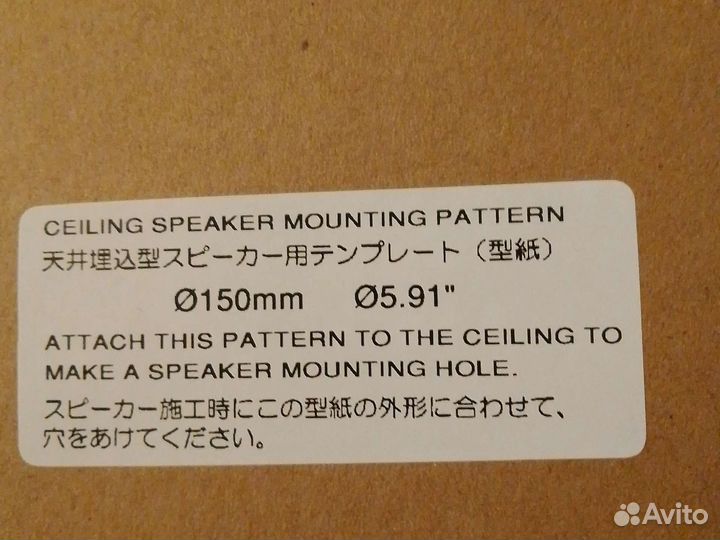 CEILING SPEAKER MOUNTING PATTERN
天井埋込型スピーカー用テンプレート（型紙）
Ø150mm Ø5.91"
ATTACH THIS PATTERN TO THE CEILING TO
MAKE A SPEAKER MOUNTING HOLE.
スピーカー施工時にこの型紙の外形に合わせて、
穴をあけてください。
Avito